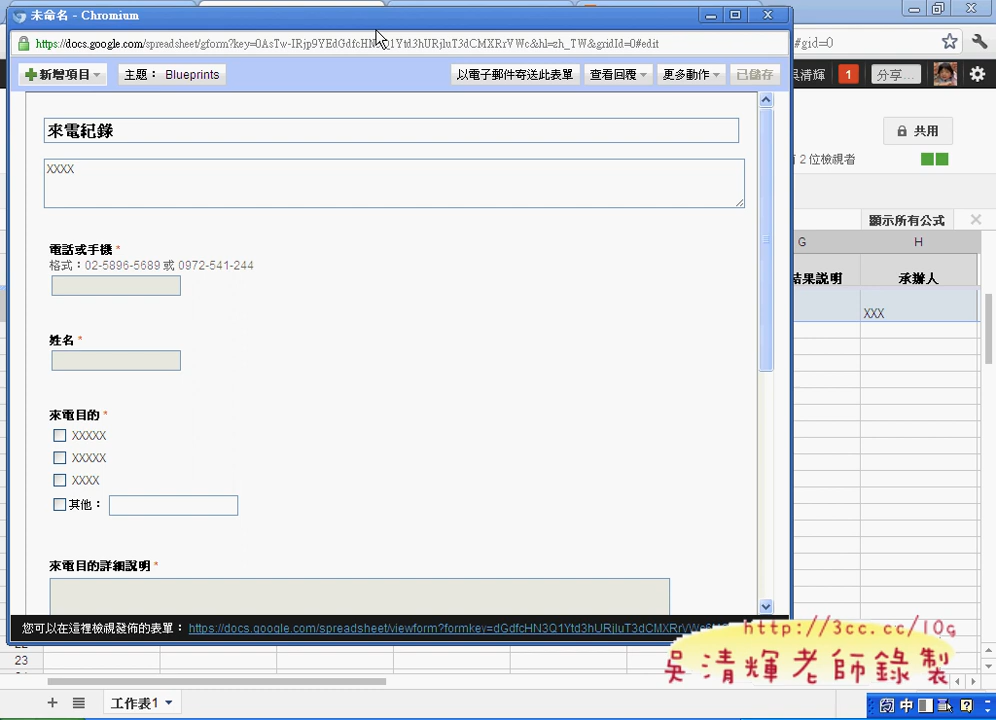 未命名 - Chromium
https://docs.google.com/spreadsheet/gform?key=0AsTw-IRjp9YEdGdfcHN3Q1Ytd3hURjluT3dCMXRrVWc&hl=zh_TW&gridId=0#edit
#gid=0
新增項目
主題： Blueprints
以電子郵件寄送此表單
查看回覆
更多動作
已儲存
吳清輝
1
分享...
來電紀錄
共用
XXXX
2 位檢視者
顯示所有公式
G
H
電話或手機 *
格式：02-5896-5689 或 0972-541-244
結果説明
承辦人
XXX
姓名 *
來電目的 *
XXXXX
XXXXX
XXXX
其他：
來電目的詳細說明 *
您可以在這裡檢視發佈的表單：
http://3cc.cc/10g
吳清輝老師錄製
23
工作表1
中